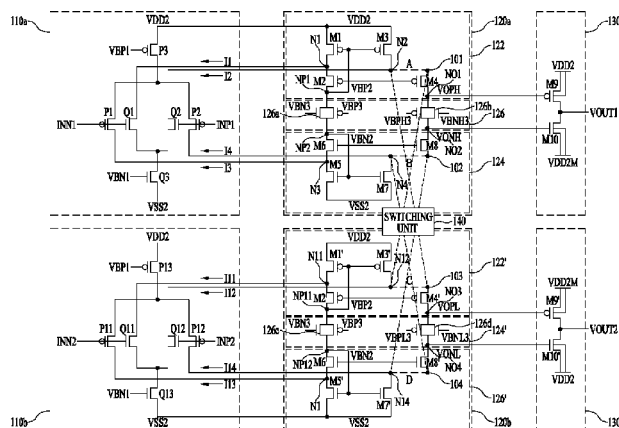 110a
VDD2
VBP1
P3
I1
I2
P1
Q1
Q2
P2
INN1
INP1
I4
I3
VBN1
Q3
VSS2
VDD2
120a
122
N1
M1
M3
N2
A
101
NP1
M2
VBP2
M4
NO1
VOPH
126a
VBN3
VBP3
VBPH3
VBNH3
126b
126
VONH
NP2
M6
VBN2
M8
NO2
M5
B
102
124
N3
M7
N4
VSS2
130
VDD2
M9
VOUT1
M10
VDD2M
SWITCHING
UNIT
140
VDD2
VBP1
P13
I11
I12
P11
Q11
Q12
P12
INN2
INP2
I14
I13
VBN1
Q13
VSS2
110b
VDD2
122'
N11
M1'
M3'
N12
C
103
NP11
M2'
VBP2
M4'
NO3
VOPL
126c
VBN3
VBP3
VBPL3
VBNL3
126d
124'
VONL
NP12
M6'
VBN2
M8'
NO4
M5'
D
104
126'
N1
M7'
N14
VSS2
120b
VDD2M
M9'
VOUT2
M10'
VDD2
130